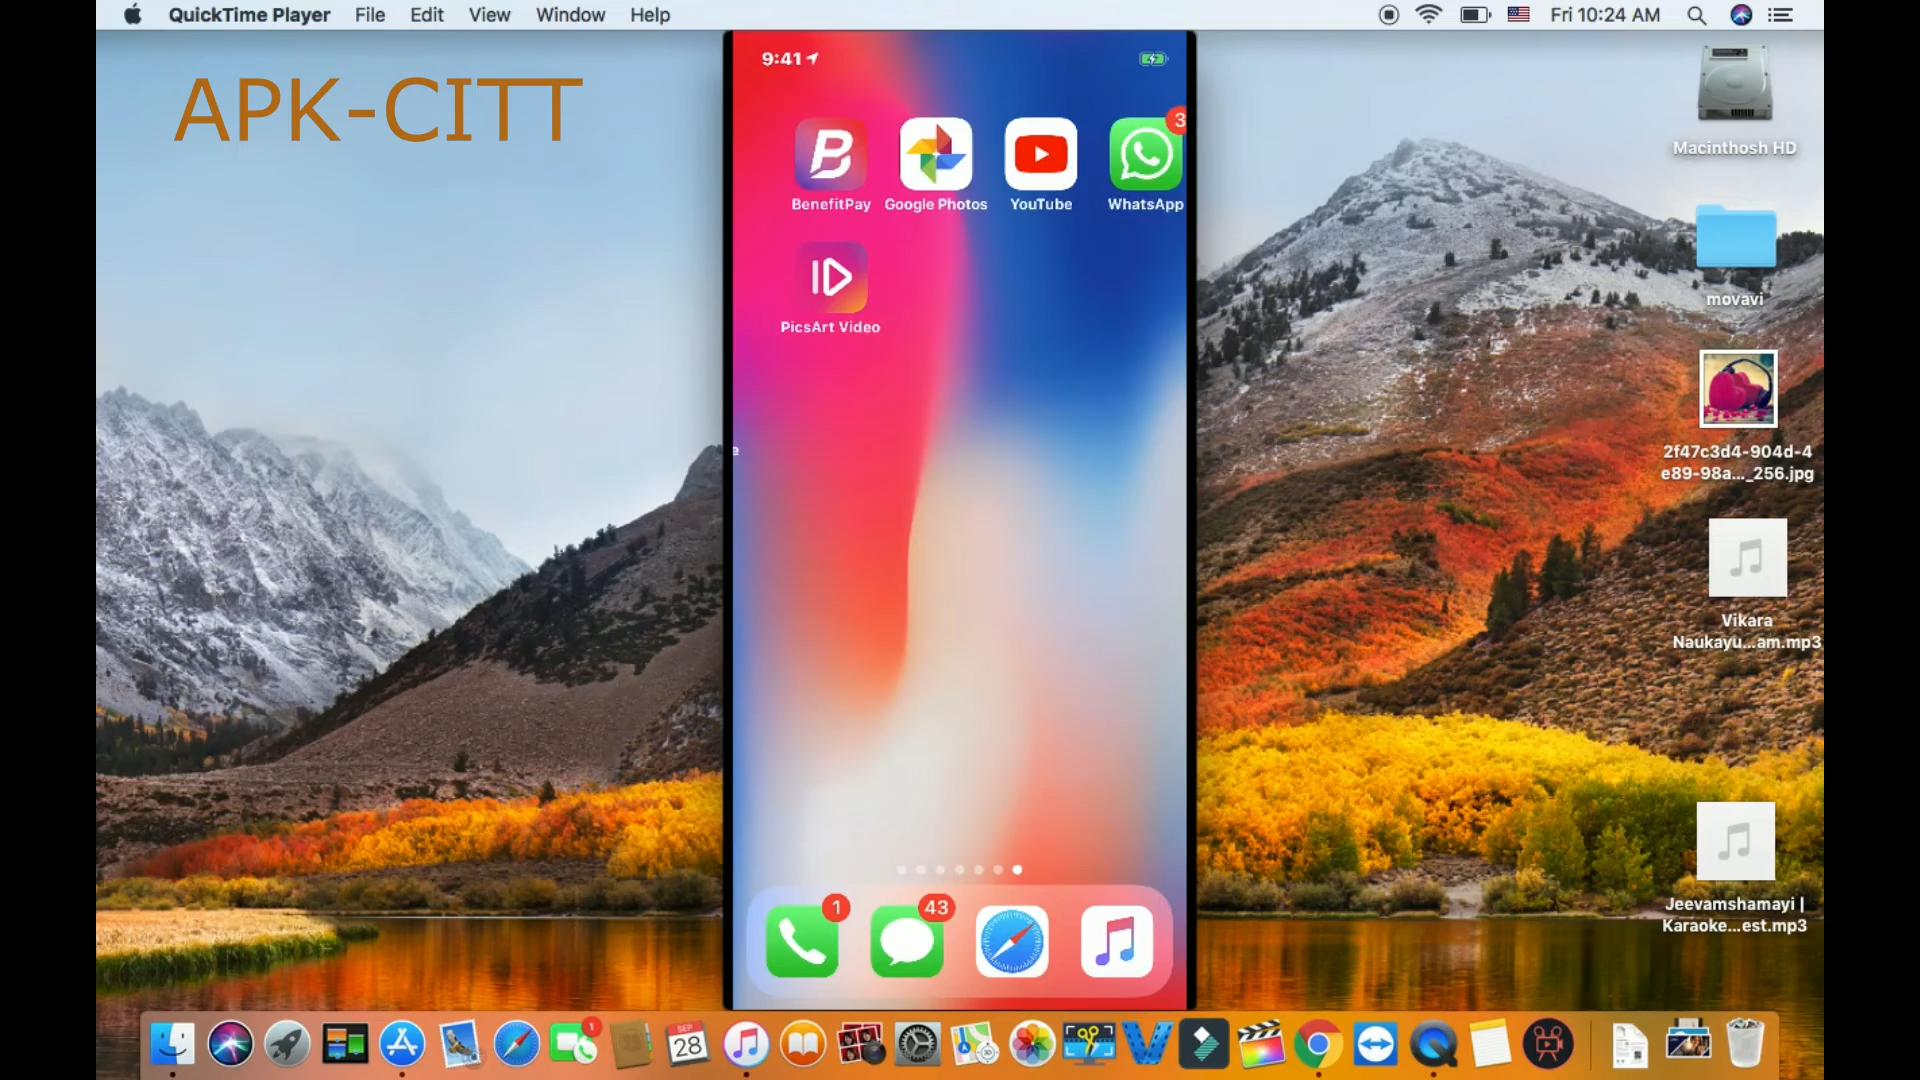 QuickTime Player File Edit View Window Help
Fri 10:24 AM
APK-CITT
9:41
3
BenefitPay Google Photos YouTube WhatsApp
PicsArt Video
e
1 43
Macinthosh HD
movavi
2f47c3d4-904d-4
e89-98a..._256.jpg
Vikara
Naukayu...am.mp3
Jeevamshamayi |
Karaoke...est.mp3
1
SEP
28